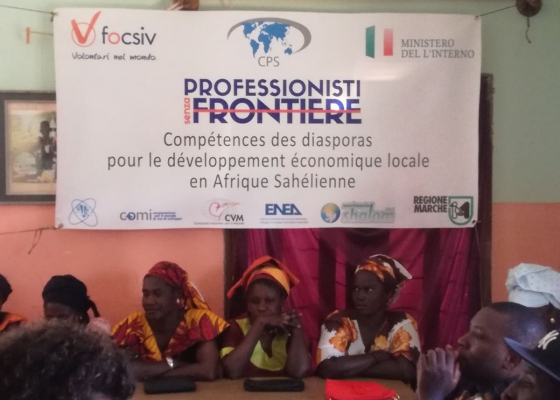 focsiv
Volontari nel mondo
CPS
MINISTERO
DEL L'INTERNO
PROFESSIONISTI
senza
FRONTIERE
Compétences des diasporas
pour le développement économique locale
en Afrique Sahélienne
comi
CVM
ENEA
shalom
REGIONE
MARCHE